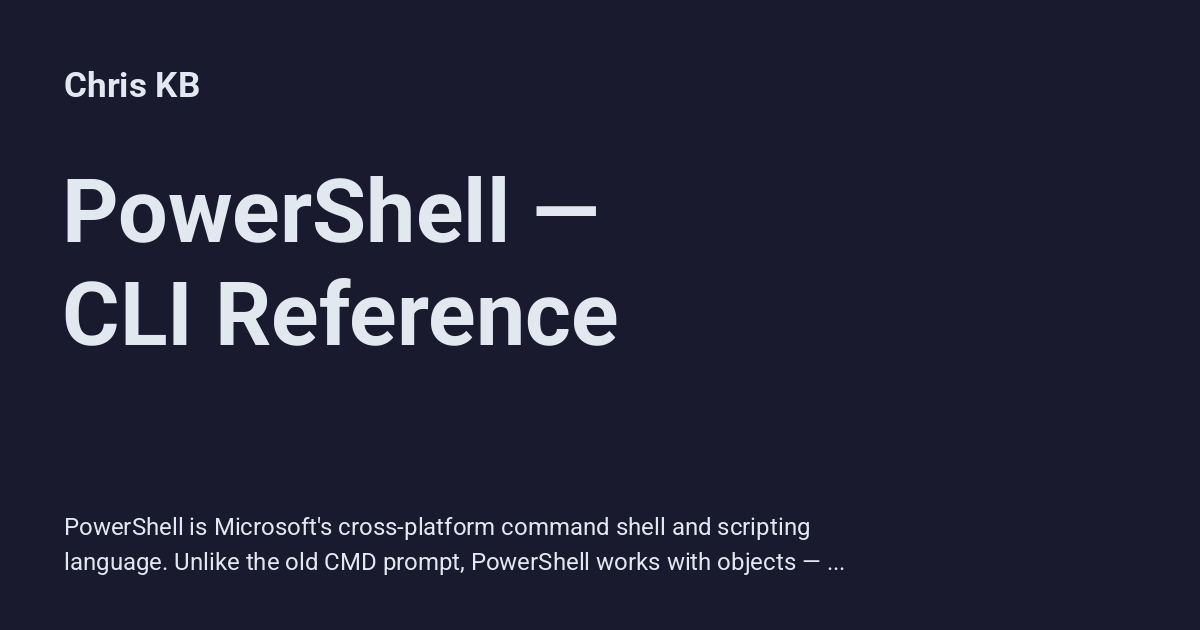 Chris KB
PowerShell —
CLI Reference
PowerShell is Microsoft's cross-platform command shell and scripting
language. Unlike the old CMD prompt, PowerShell works with objects — ...